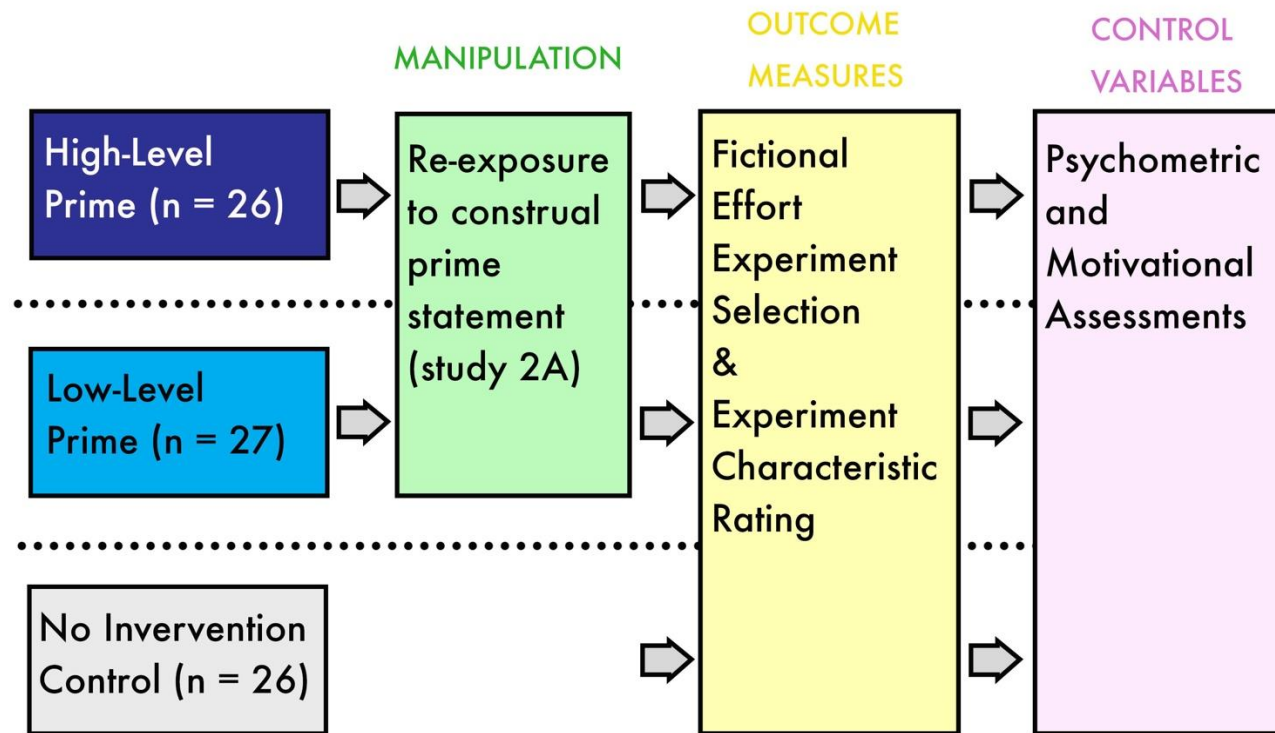 MANIPULATION
OUTCOME
MEASURES
CONTROL
VARIABLES
High-Level
Prime (n = 26)
Low-Level
Prime (n = 27)
No Invervention
Control (n = 26)
Re-exposure
to construal
prime
statement
(study 2A)
Fictional
Effort
Experiment
Selection
&
Experiment
Characteristic
Rating
Psychometric
and
Motivational
Assessments